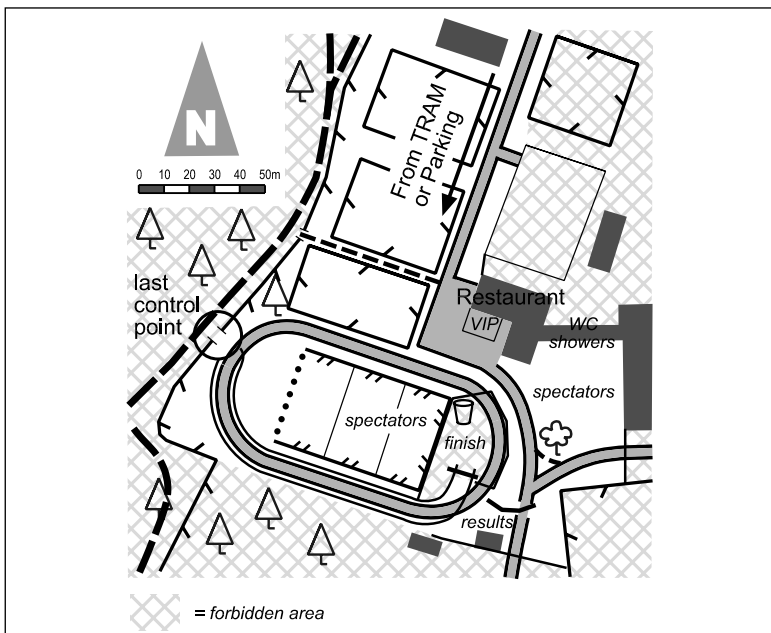 N
0 10 20 30 40 50m
From TRAM
or Parking
last
control
point
Restaurant
VIP
WC
showers
spectators
spectators
finish
results
= forbidden area